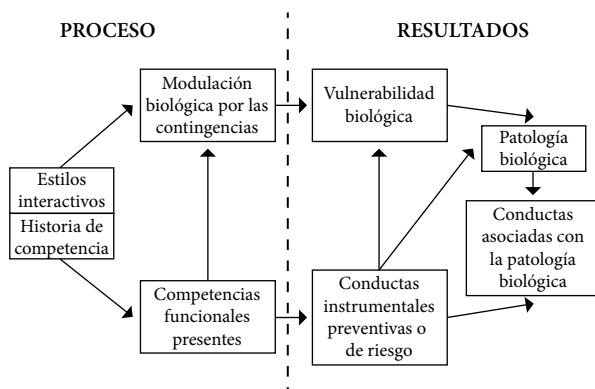 PROCESO
RESULTADOS
Modulación
biológica por las
contingencias
Vulnerabilidad
biológica
Patología
biológica
Estilos
interactivos
Historia de
competencia
Conductas
asociadas con
la patología
biológica
Competencias
funcionales
presentes
Conductas
instrumentales
preventivas o
de riesgo